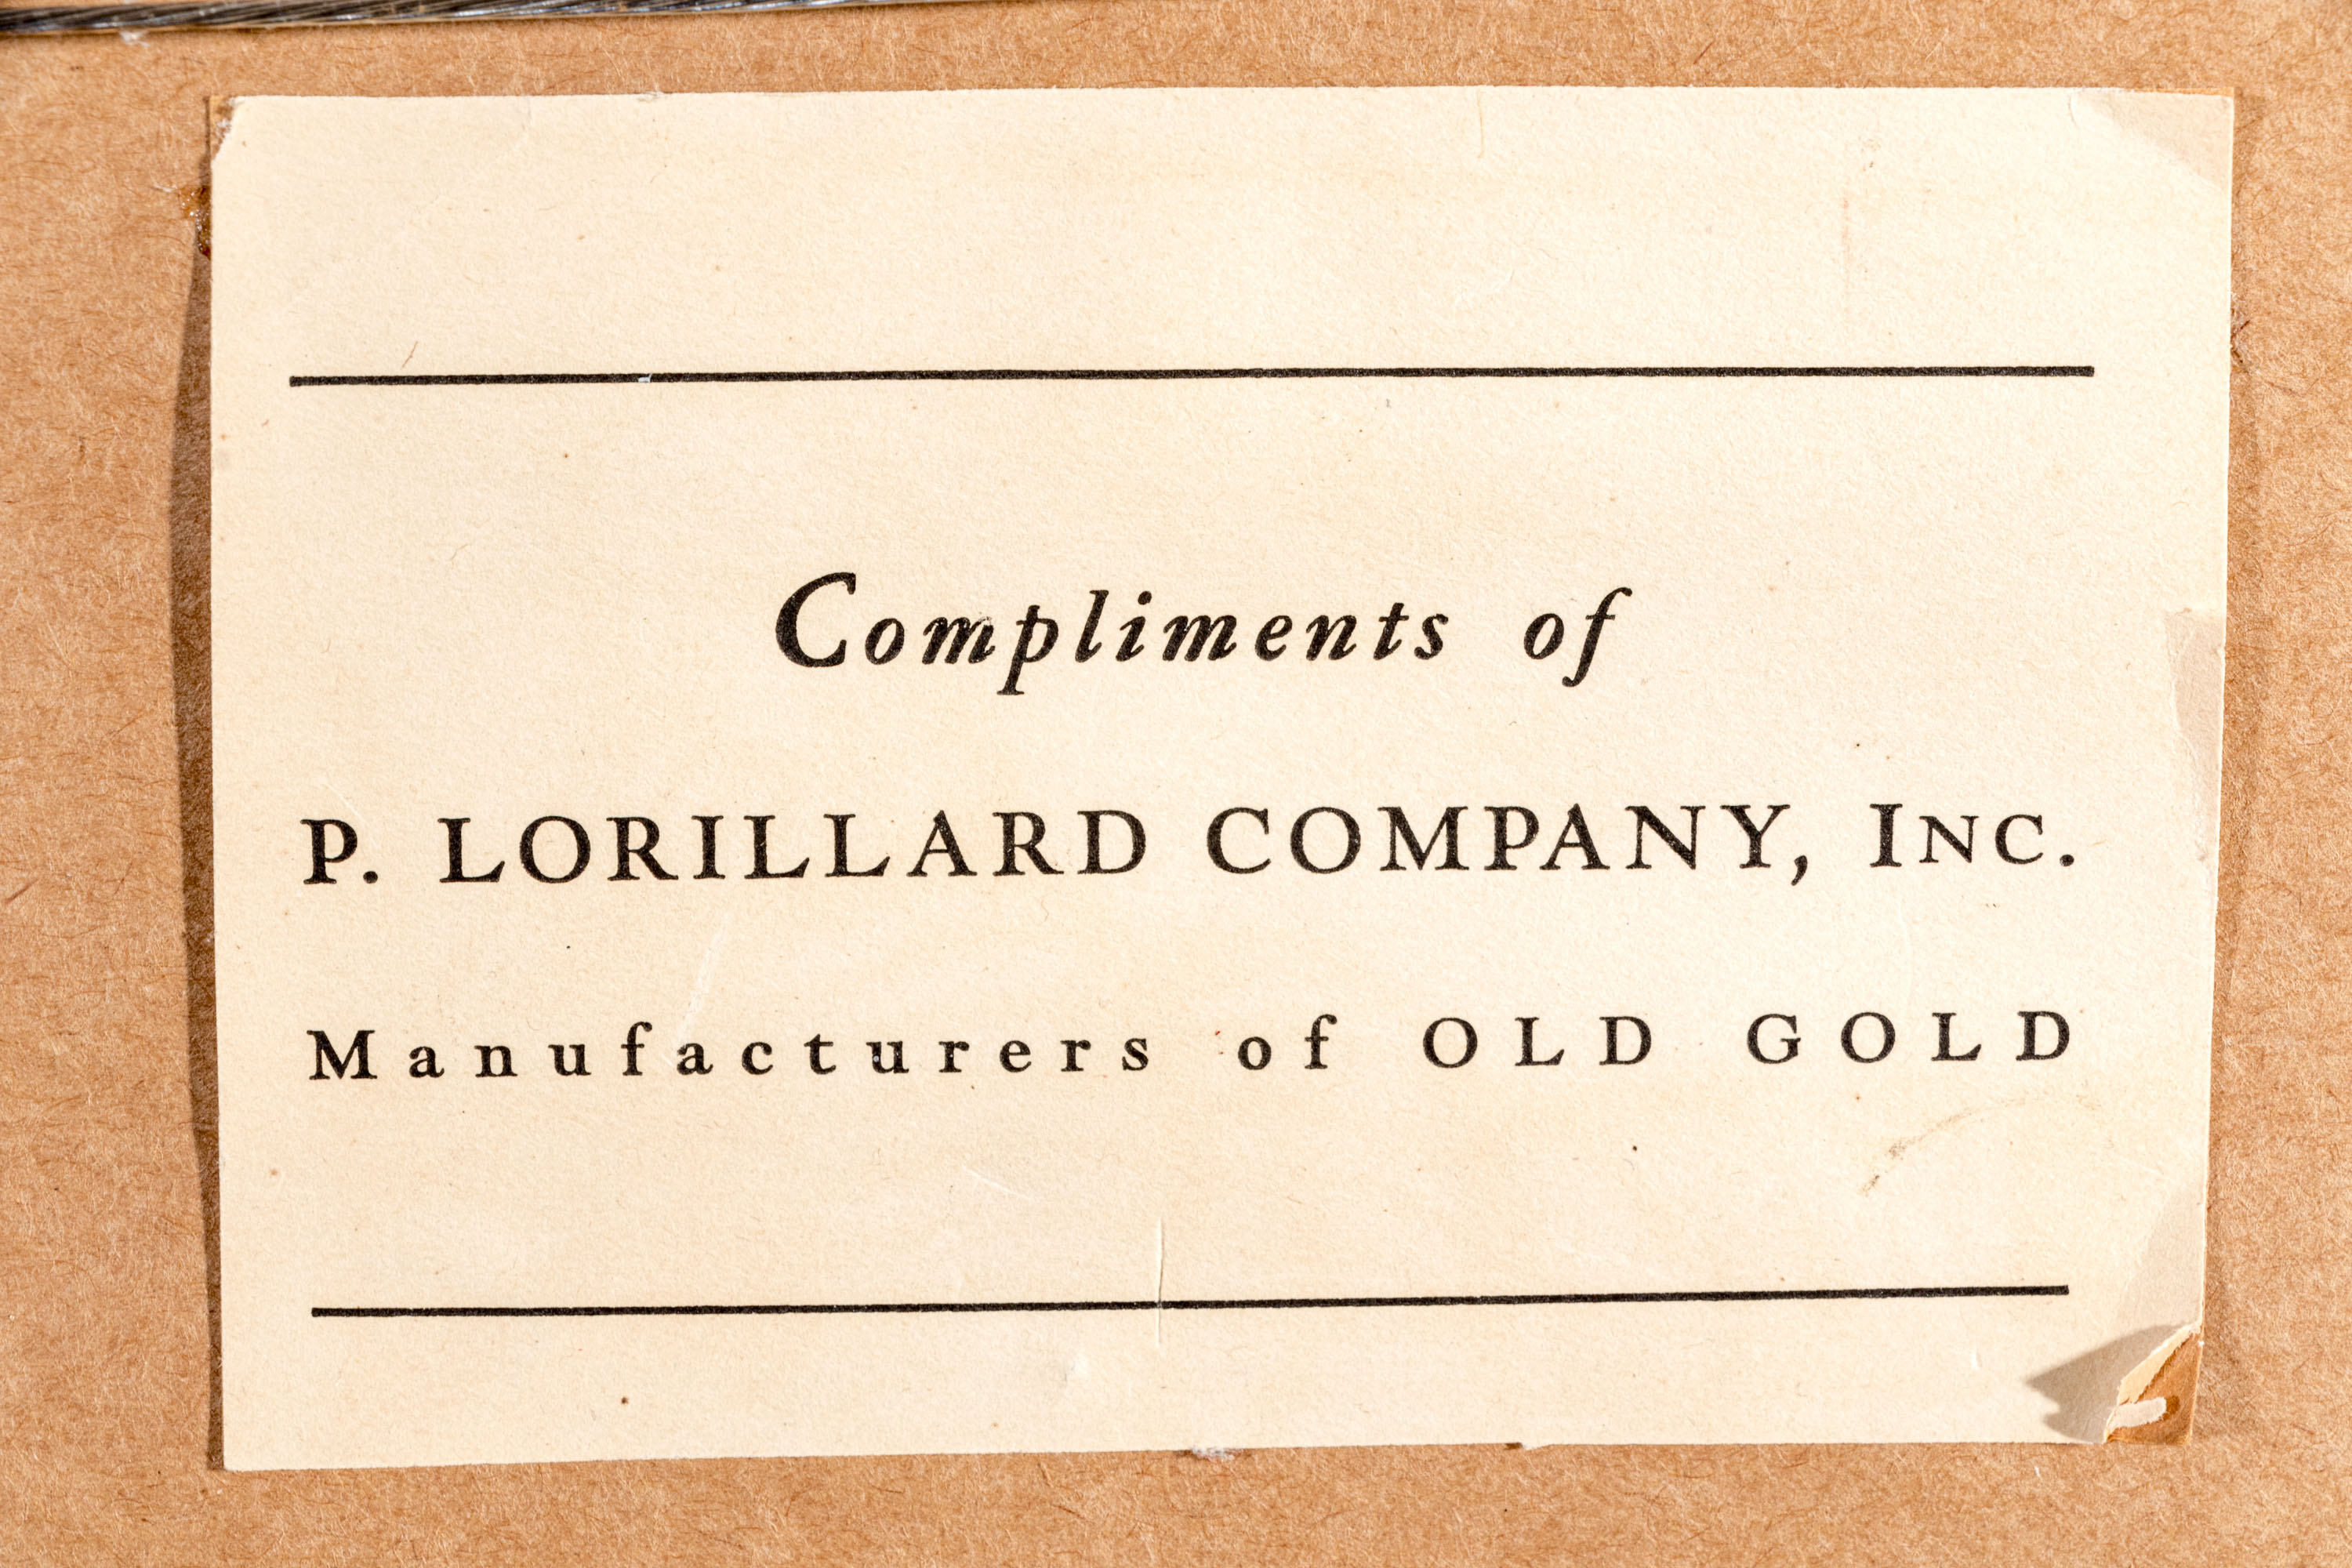 Compliments of
P. LORILLARD COMPANY, INC.
Manufacturers of OLD GOLD